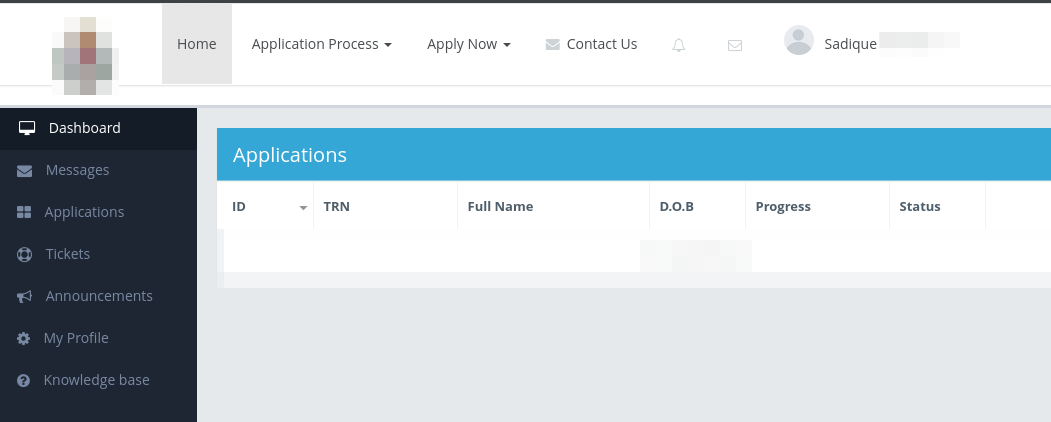 Home Application Process Apply Now Contact Us Sadique
Dashboard
Messages
Applications
Tickets
Announcements
My Profile
Knowledge base
Applications
ID TRN Full Name D.O.B Progress Status